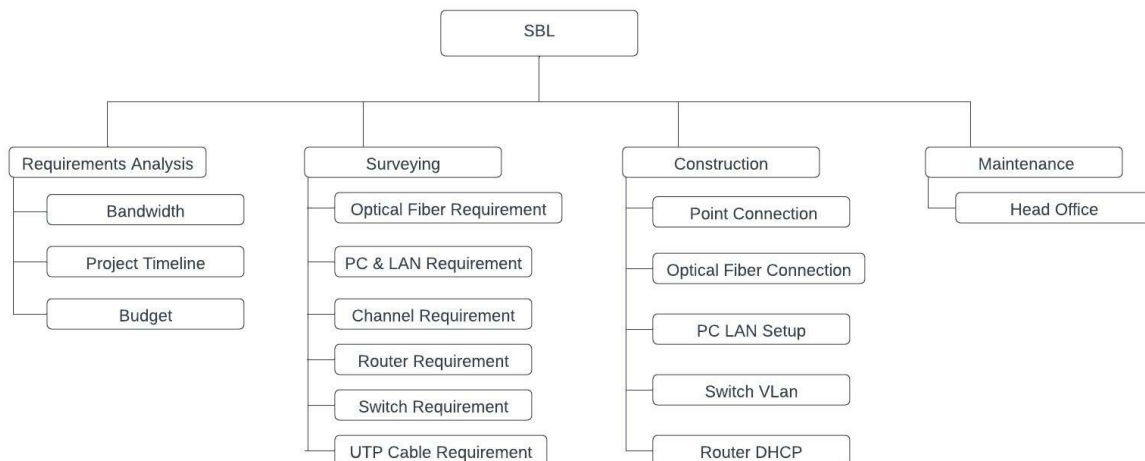 SBL
Requirements Analysis
Bandwidth
Project Timeline
Budget
Surveying
Optical Fiber Requirement
PC & LAN Requirement
Channel Requirement
Router Requirement
Switch Requirement
UTP Cable Requirement
Construction
Point Connection
Optical Fiber Connection
PC LAN Setup
Switch VLan
Router DHCP
Maintenance
Head Office